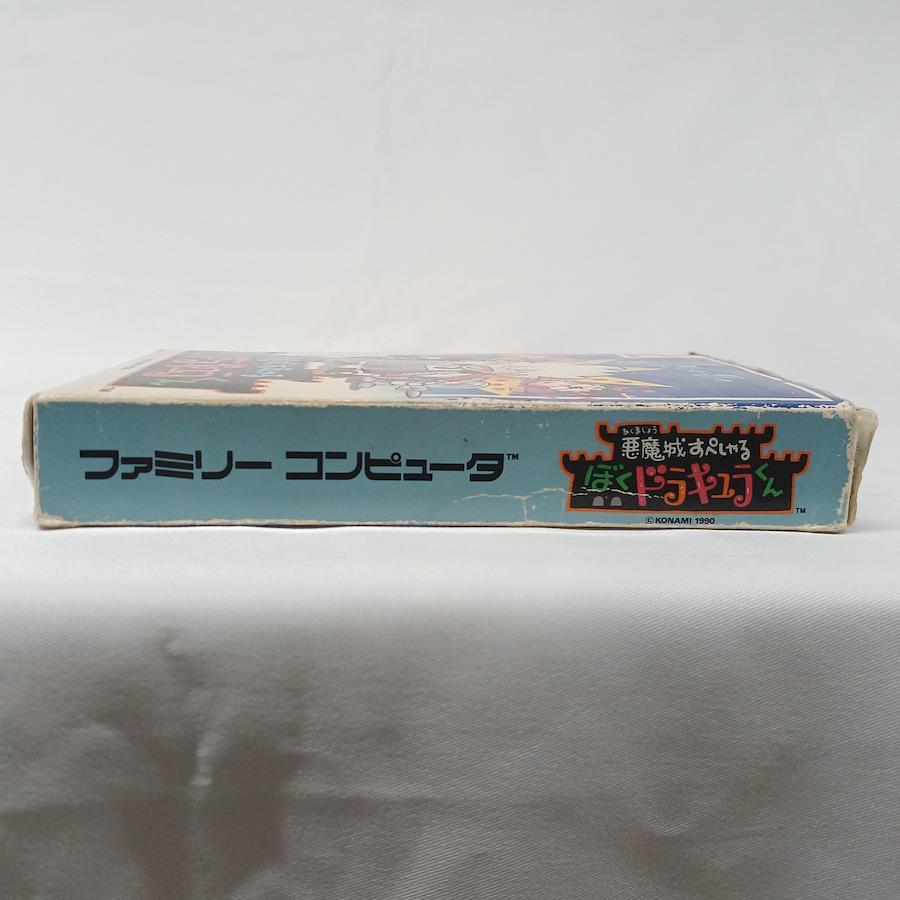 ファミリー コンピュータ™
あくまじょう
悪魔城すぺしゃる
ぼくドラキュラくん
™
©KONAMI 1990